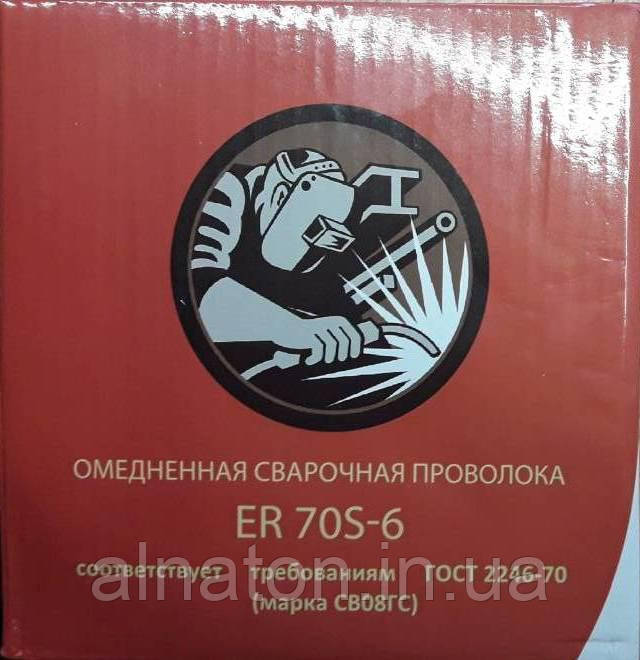 ОМЕДНЕННАЯ СВАРОЧНАЯ ПРОВОЛОКА
ER 70S-6
соответствует требованиям ГОСТ 2246-70
(марка СВ08ГС)
alnaton.in.ua